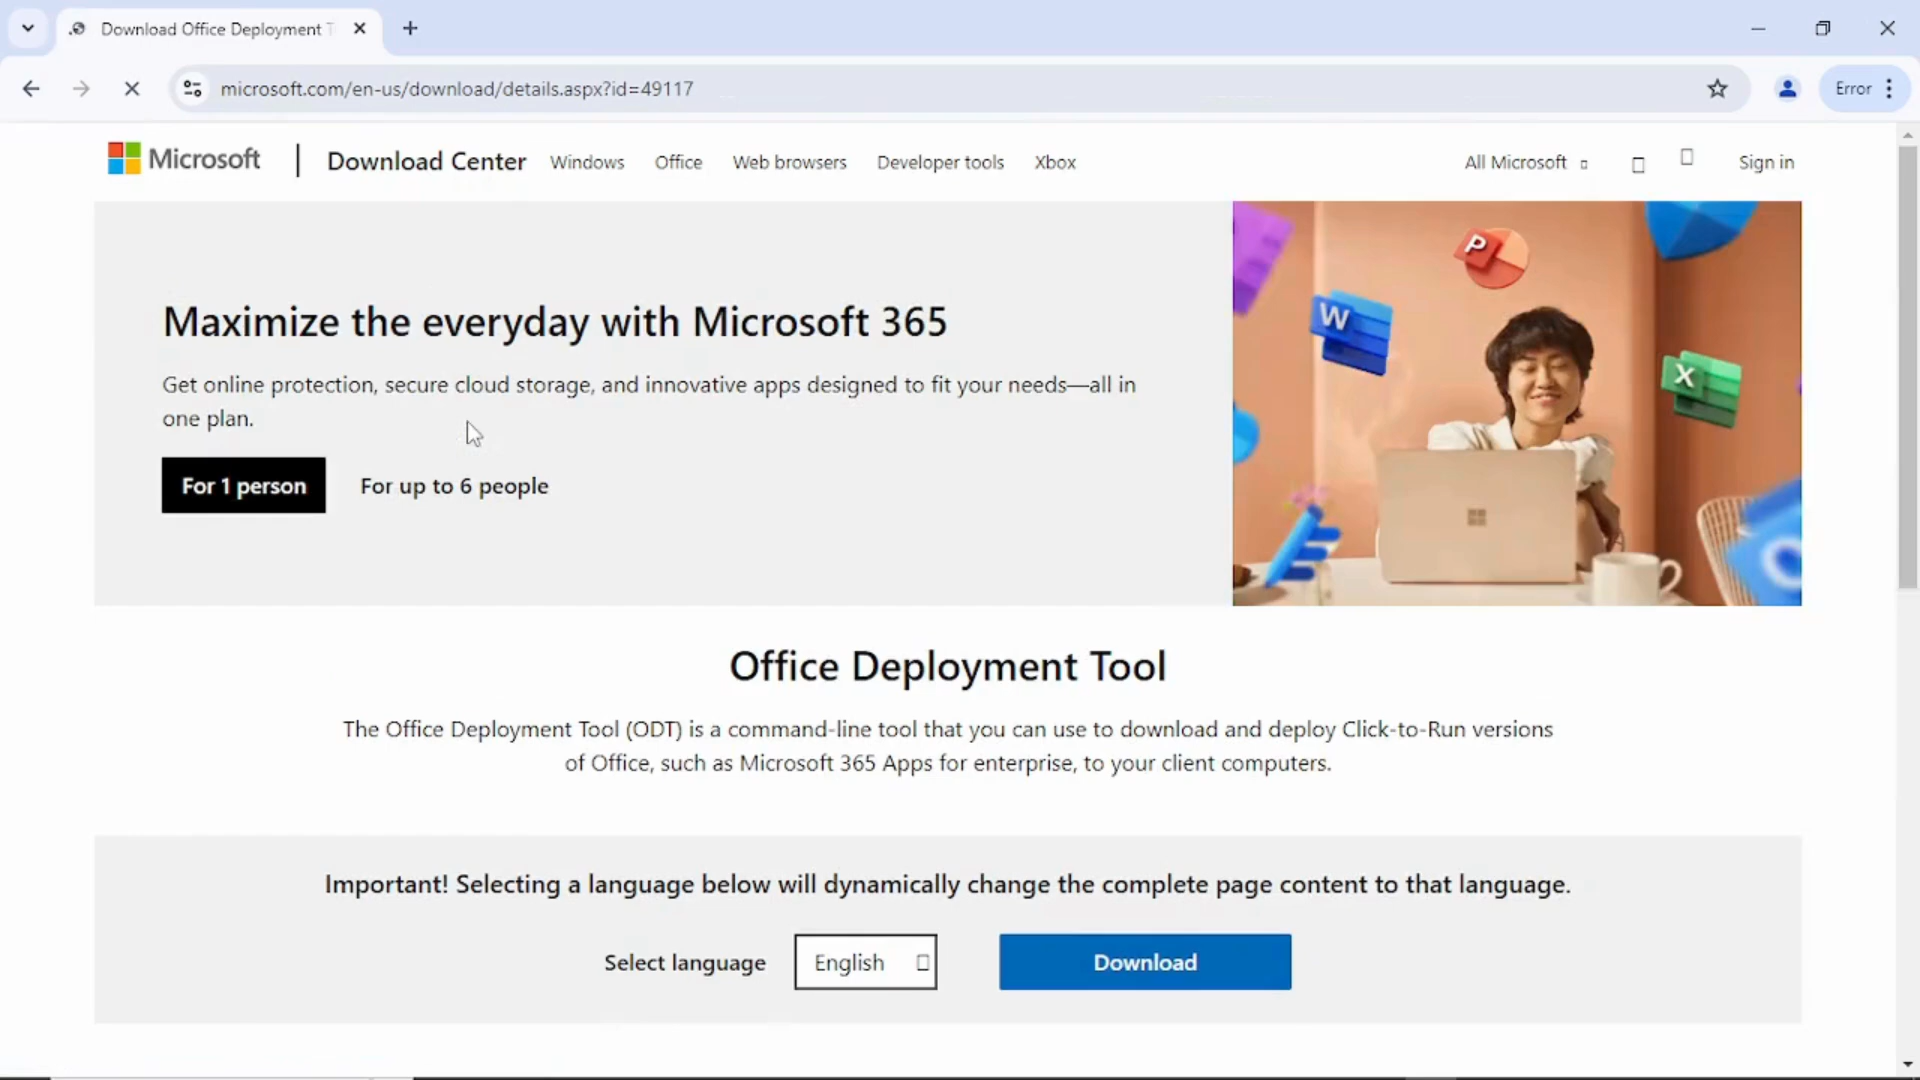 Download Office Deployment T
microsoft.com/en-us/download/details.aspx?id=49117
Error
Microsoft
Download Center
Windows
Office
Web browsers
Developer tools
Xbox
All Microsoft
Sign in
Maximize the everyday with Microsoft 365
Get online protection, secure cloud storage, and innovative apps designed to fit your needs—all in
one plan.
For 1 person
For up to 6 people
P
W
X
Office Deployment Tool
The Office Deployment Tool (ODT) is a command-line tool that you can use to download and deploy Click-to-Run versions
of Office, such as Microsoft 365 Apps for enterprise, to your client computers.
Important! Selecting a language below will dynamically change the complete page content to that language.
Select language
English
Download